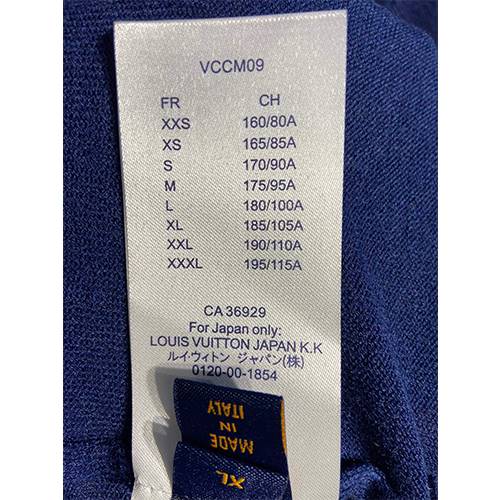 VCCM09
FR CH
XXS 160/80A
XS 165/85A
S 170/90A
M 175/95A
L 180/100A
XL 185/105A
XXL 190/110A
XXXL 195/115A
CA 36929
For Japan only:
LOUIS VUITTON JAPAN K.K
ルイ・ウィトン ジャパン(株)
0120-00-1854
MADE
IN
ITALY
XL